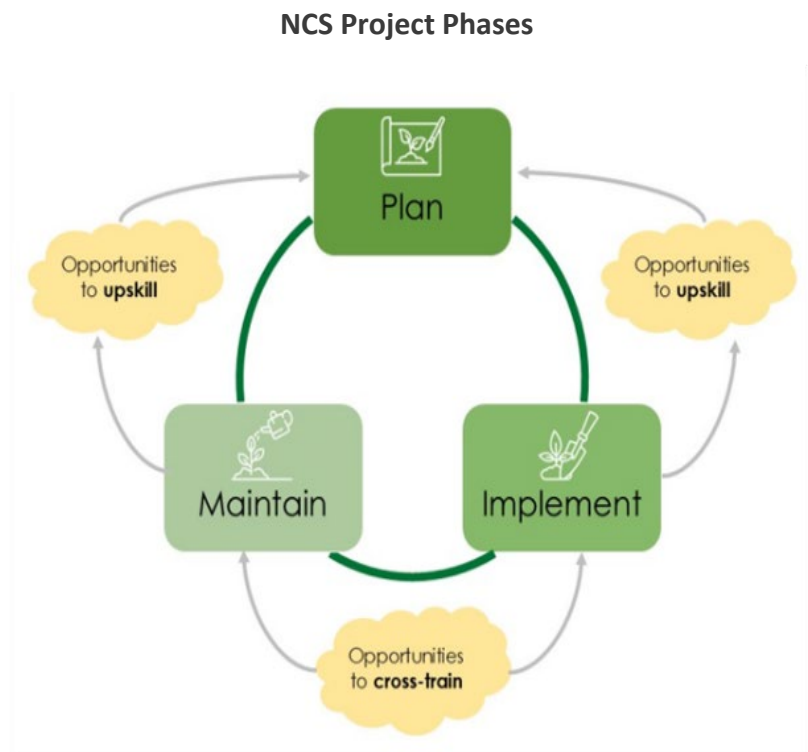 NCS Project Phases
Plan
Opportunities
to upskill
Opportunities
to upskill
Maintain
Implement
Opportunities
to cross-train